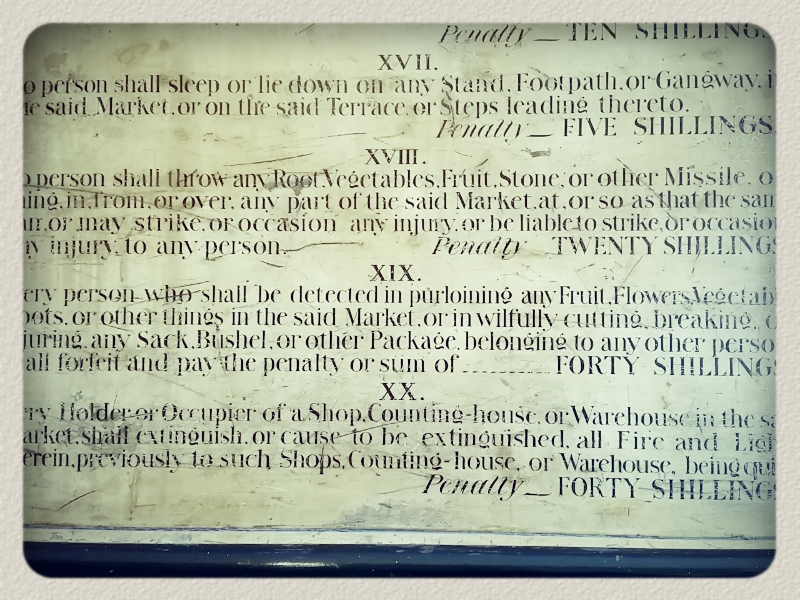 Penalty — TEN SHILLINGS
XVII.
o person shall sleep or lie down on any Stand, Footpath, or Gangway, i
e said Market, or on the said Terrace, or Steps leading thereto.
Penalty — FIVE SHILLINGS
XVIII.
o person shall throw any Root, Vegetables, Fruit, Stone, or other Missile, o
ing, in, from, or over, any part of the said Market, at, or so as that the sam
or may strike, or occasion any injury, or be liable to strike, or occasio
y injury, to any person. Penalty TWENTY SHILLINGS
XIX.
ery person who shall be detected in purloining any Fruit, Flowers, Vegetab
oots, or other things in the said Market, or in wilfully cutting, breaking, o
juring, any Sack, Bushel, or other Package, belonging to any other perso
all forfeit and pay the penalty or sum of ........... FORTY SHILLINGS
XX.
ry Holder or Occupier of a Shop, Counting-house, or Warehouse in the sa
arket, shall extinguish, or cause to be extinguished, all Fire and Ligh
erein, previously to such Shops, Counting-house, or Warehouse, being qui
Penalty — FORTY SHILLINGS